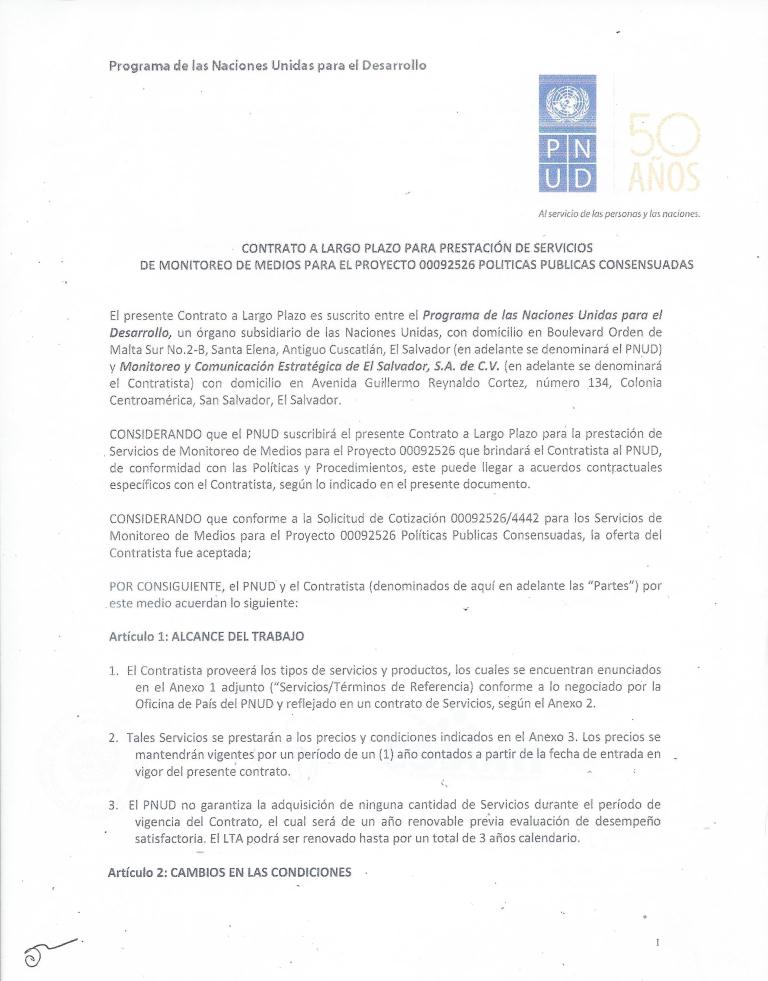 Programa de las Naciones Unidas para el Desarrollo
P N
U D
50
AÑOS
Al servicio de las personas y las naciones.
CONTRATO A LARGO PLAZO PARA PRESTACIÓN DE SERVICIOS
DE MONITOREO DE MEDIOS PARA EL PROYECTO 00092526 POLITICAS PUBLICAS CONSENSUADAS
El presente Contrato a Largo Plazo es suscrito entre el Programa de las Naciones Unidas para el
Desarrollo, un órgano subsidiario de las Naciones Unidas, con domicilio en Boulevard Orden de
Malta Sur No.2-B, Santa Elena, Antiguo Cuscatlán, El Salvador (en adelante se denominará el PNUD)
y Monitoreo y Comunicación Estratégica de El Salvador, S.A. de C.V. (en adelante se denominará
el Contratista) con domicilio en Avenida Guillermo Reynaldo Cortez, número 134, Colonia
Centroamérica, San Salvador, El Salvador.
CONSIDERANDO que el PNUD suscribirá el presente Contrato a Largo Plazo para la prestación de
Servicios de Monitoreo de Medios para el Proyecto 00092526 que brindará el Contratista al PNUD,
de conformidad con las Políticas y Procedimientos, este puede llegar a acuerdos contractuales
específicos con el Contratista, según lo indicado en el presente documento.
CONSIDERANDO que conforme a la Solicitud de Cotización 00092526/4442 para los Servicios de
Monitoreo de Medios para el Proyecto 00092526 Políticas Publicas Consensuadas, la oferta del
Contratista fue aceptada;
POR CONSIGUIENTE, el PNUD y el Contratista (denominados de aquí en adelante las "Partes") por
este medio acuerdan lo siguiente:
Artículo 1: ALCANCE DEL TRABAJO
1. El Contratista proveerá los tipos de servicios y productos, los cuales se encuentran enunciados
en el Anexo 1 adjunto ("Servicios/Términos de Referencia) conforme a lo negociado por la
Oficina de País del PNUD y reflejado en un contrato de Servicios, según el Anexo 2.
2. Tales Servicios se prestarán a los precios y condiciones indicados en el Anexo 3. Los precios se
mantendrán vigentes por un período de un (1) año contados a partir de la fecha de entrada en
vigor del presente contrato.
3. El PNUD no garantiza la adquisición de ninguna cantidad de Servicios durante el período de
vigencia del Contrato, el cual será de un año renovable previa evaluación de desempeño
satisfactoria. El LTA podrá ser renovado hasta por un total de 3 años calendario.
Artículo 2: CAMBIOS EN LAS CONDICIONES
1